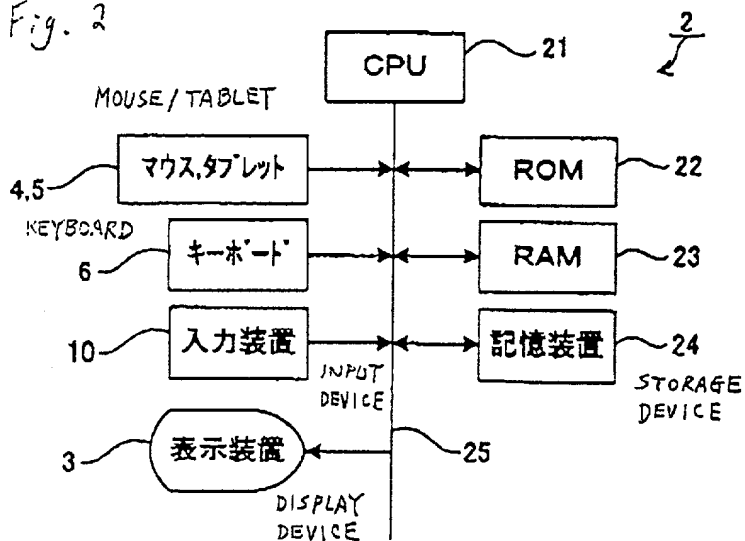 Fig. 2
2
CPU
21
MOUSE/TABLET
マウス,タブレット
4,5
ROM
22
KEYBOARD
キーボード
6
RAM
23
入力装置
10
INPUT
DEVICE
記憶装置
24
STORAGE
DEVICE
表示装置
3
25
DISPLAY
DEVICE